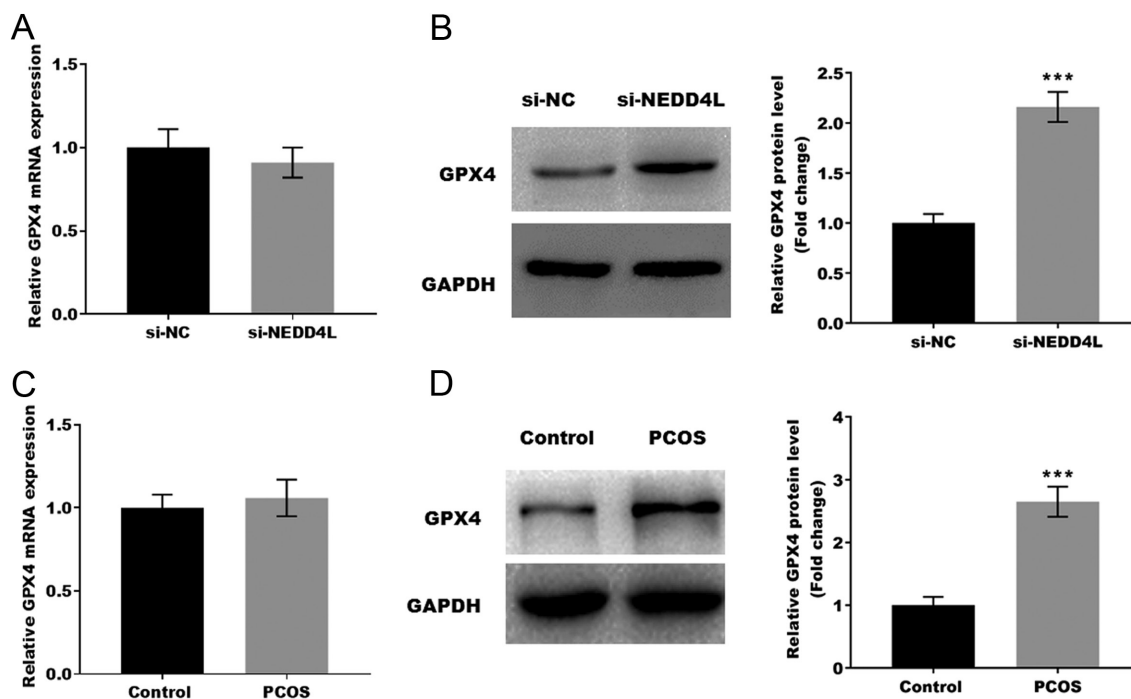 A
Relative GPX4 mRNA expression
1.5
1.0
0.5
0.0
si-NC
si-NEDD4L
B
si-NC
si-NEDD4L
GPX4
GAPDH
Relative GPX4 protein level
(Fold change)
2.5
2.0
1.5
1.0
0.5
0.0
***
si-NC
si-NEDD4L
C
Relative GPX4 mRNA expression
1.5
1.0
0.5
0.0
Control
PCOS
D
Control
PCOS
GPX4
GAPDH
Relative GPX4 protein level
(Fold change)
4
3
2
1
0
***
Control
PCOS